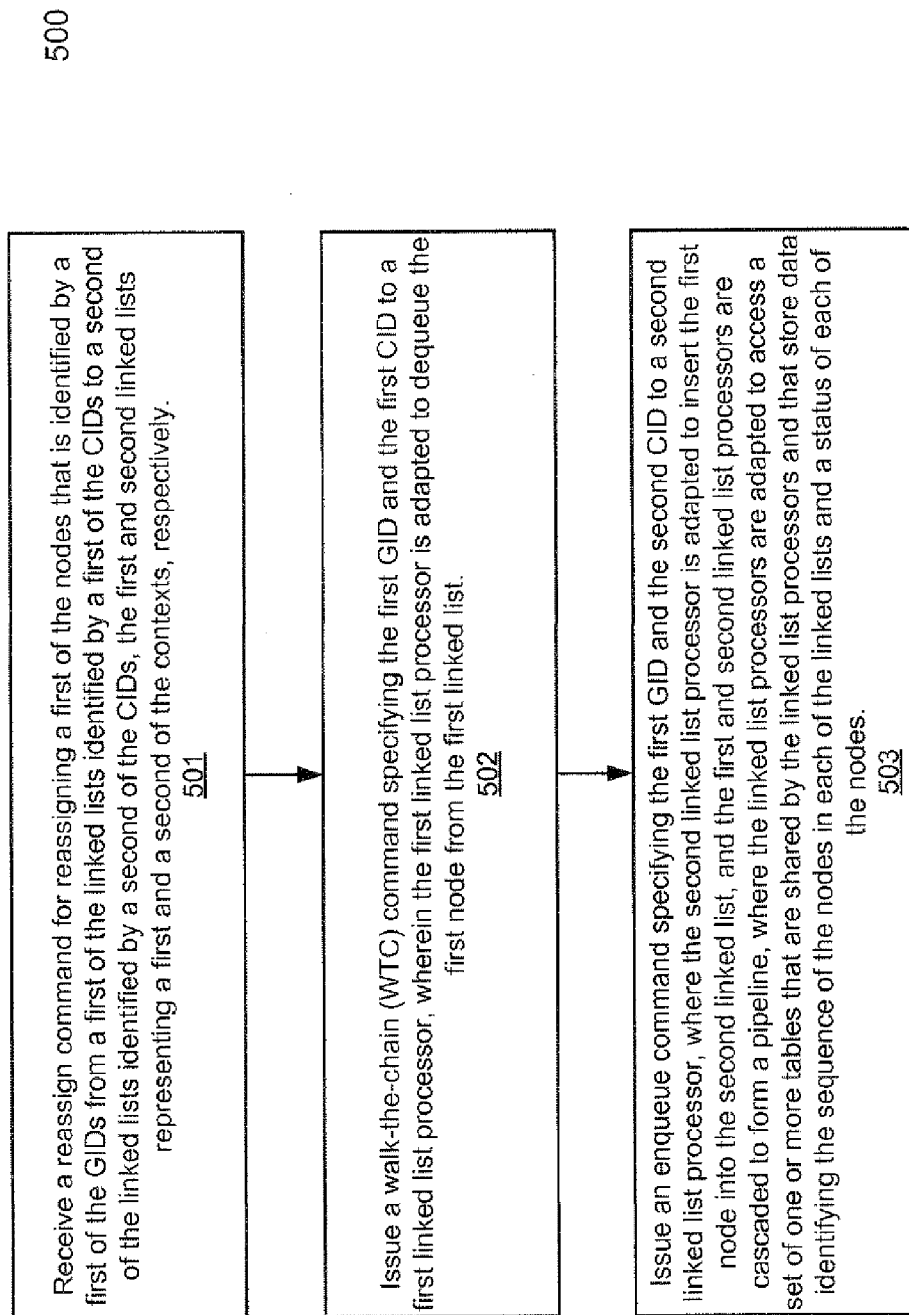 500
Receive a reassign command for reassigning a first of the nodes that is identified by a
first of the GIDs from a first of the linked lists identified by a first of the CIDs to a second
of the linked lists identified by a second of the CIDs, the first and second linked lists
representing a first and a second of the contexts, respectively.
501
Issue a walk-the-chain (WTC) command specifying the first GID and the first CID to a
first linked list processor, wherein the first linked list processor is adapted to dequeue the
first node from the first linked list.
502
Issue an enqueue command specifying the first GID and the second CID to a second
linked list processor, where the second linked list processor is adapted to insert the first
node into the second linked list, and the first and second linked list processors are
cascaded to form a pipeline, where the linked list processors are adapted to access a
set of one or more tables that are shared by the linked list processors and that store data
identifying the sequence of the nodes in each of the linked lists and a status of each of
the nodes.
503